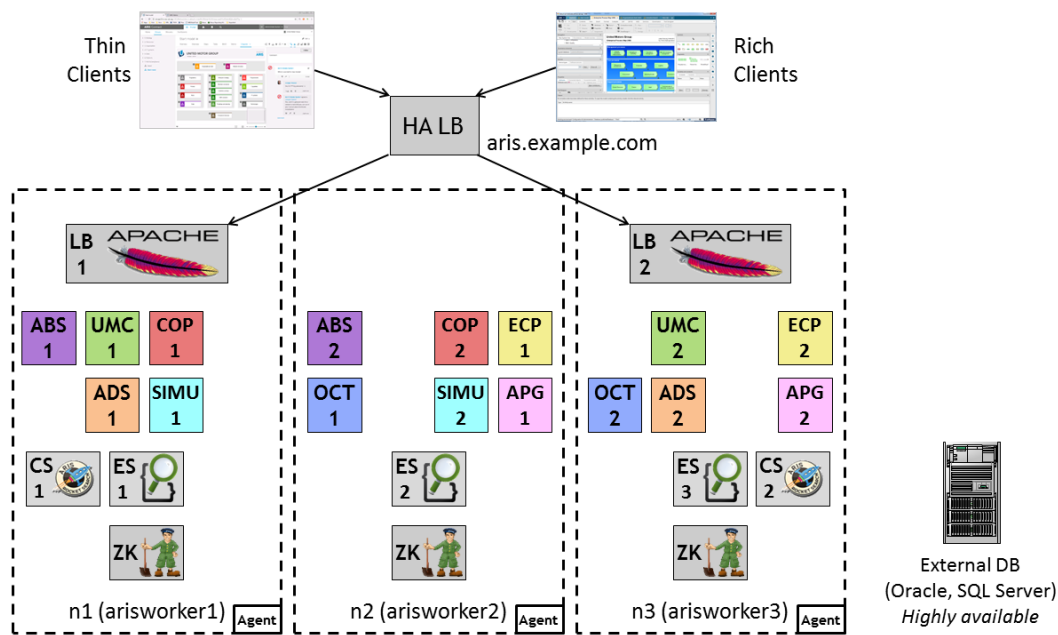 Thin
Clients
Rich
Clients
HA LB
aris.example.com
LB
1
APACHE
LB
2
APACHE
ABS
1
UMC
1
COP
1
ADS
1
SIMU
1
CS
1
ES
1
ZK
n1 (arisworker1)
Agent
ABS
2
COP
2
ECP
1
OCT
1
SIMU
2
APG
1
ES
2
ZK
n2 (arisworker2)
Agent
UMC
2
ECP
2
OCT
2
ADS
2
APG
2
ES
3
CS
2
ZK
n3 (arisworker3)
Agent
External DB
(Oracle, SQL Server)
Highly available